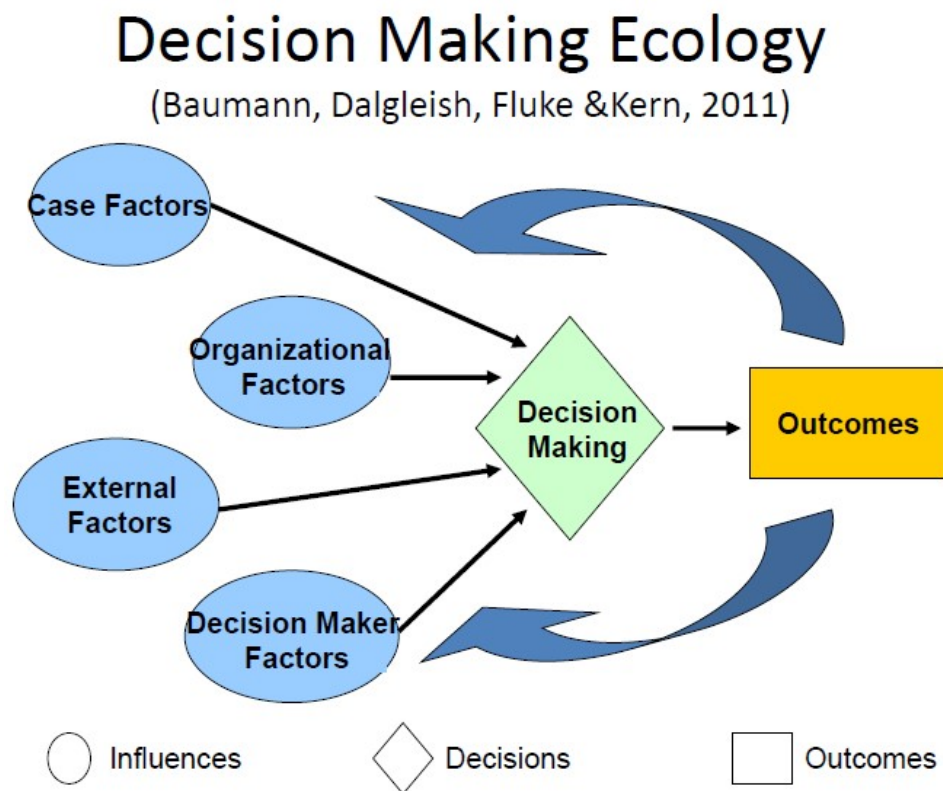 Decision Making Ecology
(Baumann, Dalgleish, Fluke &Kern, 2011)
Case Factors
Organizational
Factors
Decision
Making
Outcomes
External
Factors
Decision Maker
Factors
Influences
Decisions
Outcomes